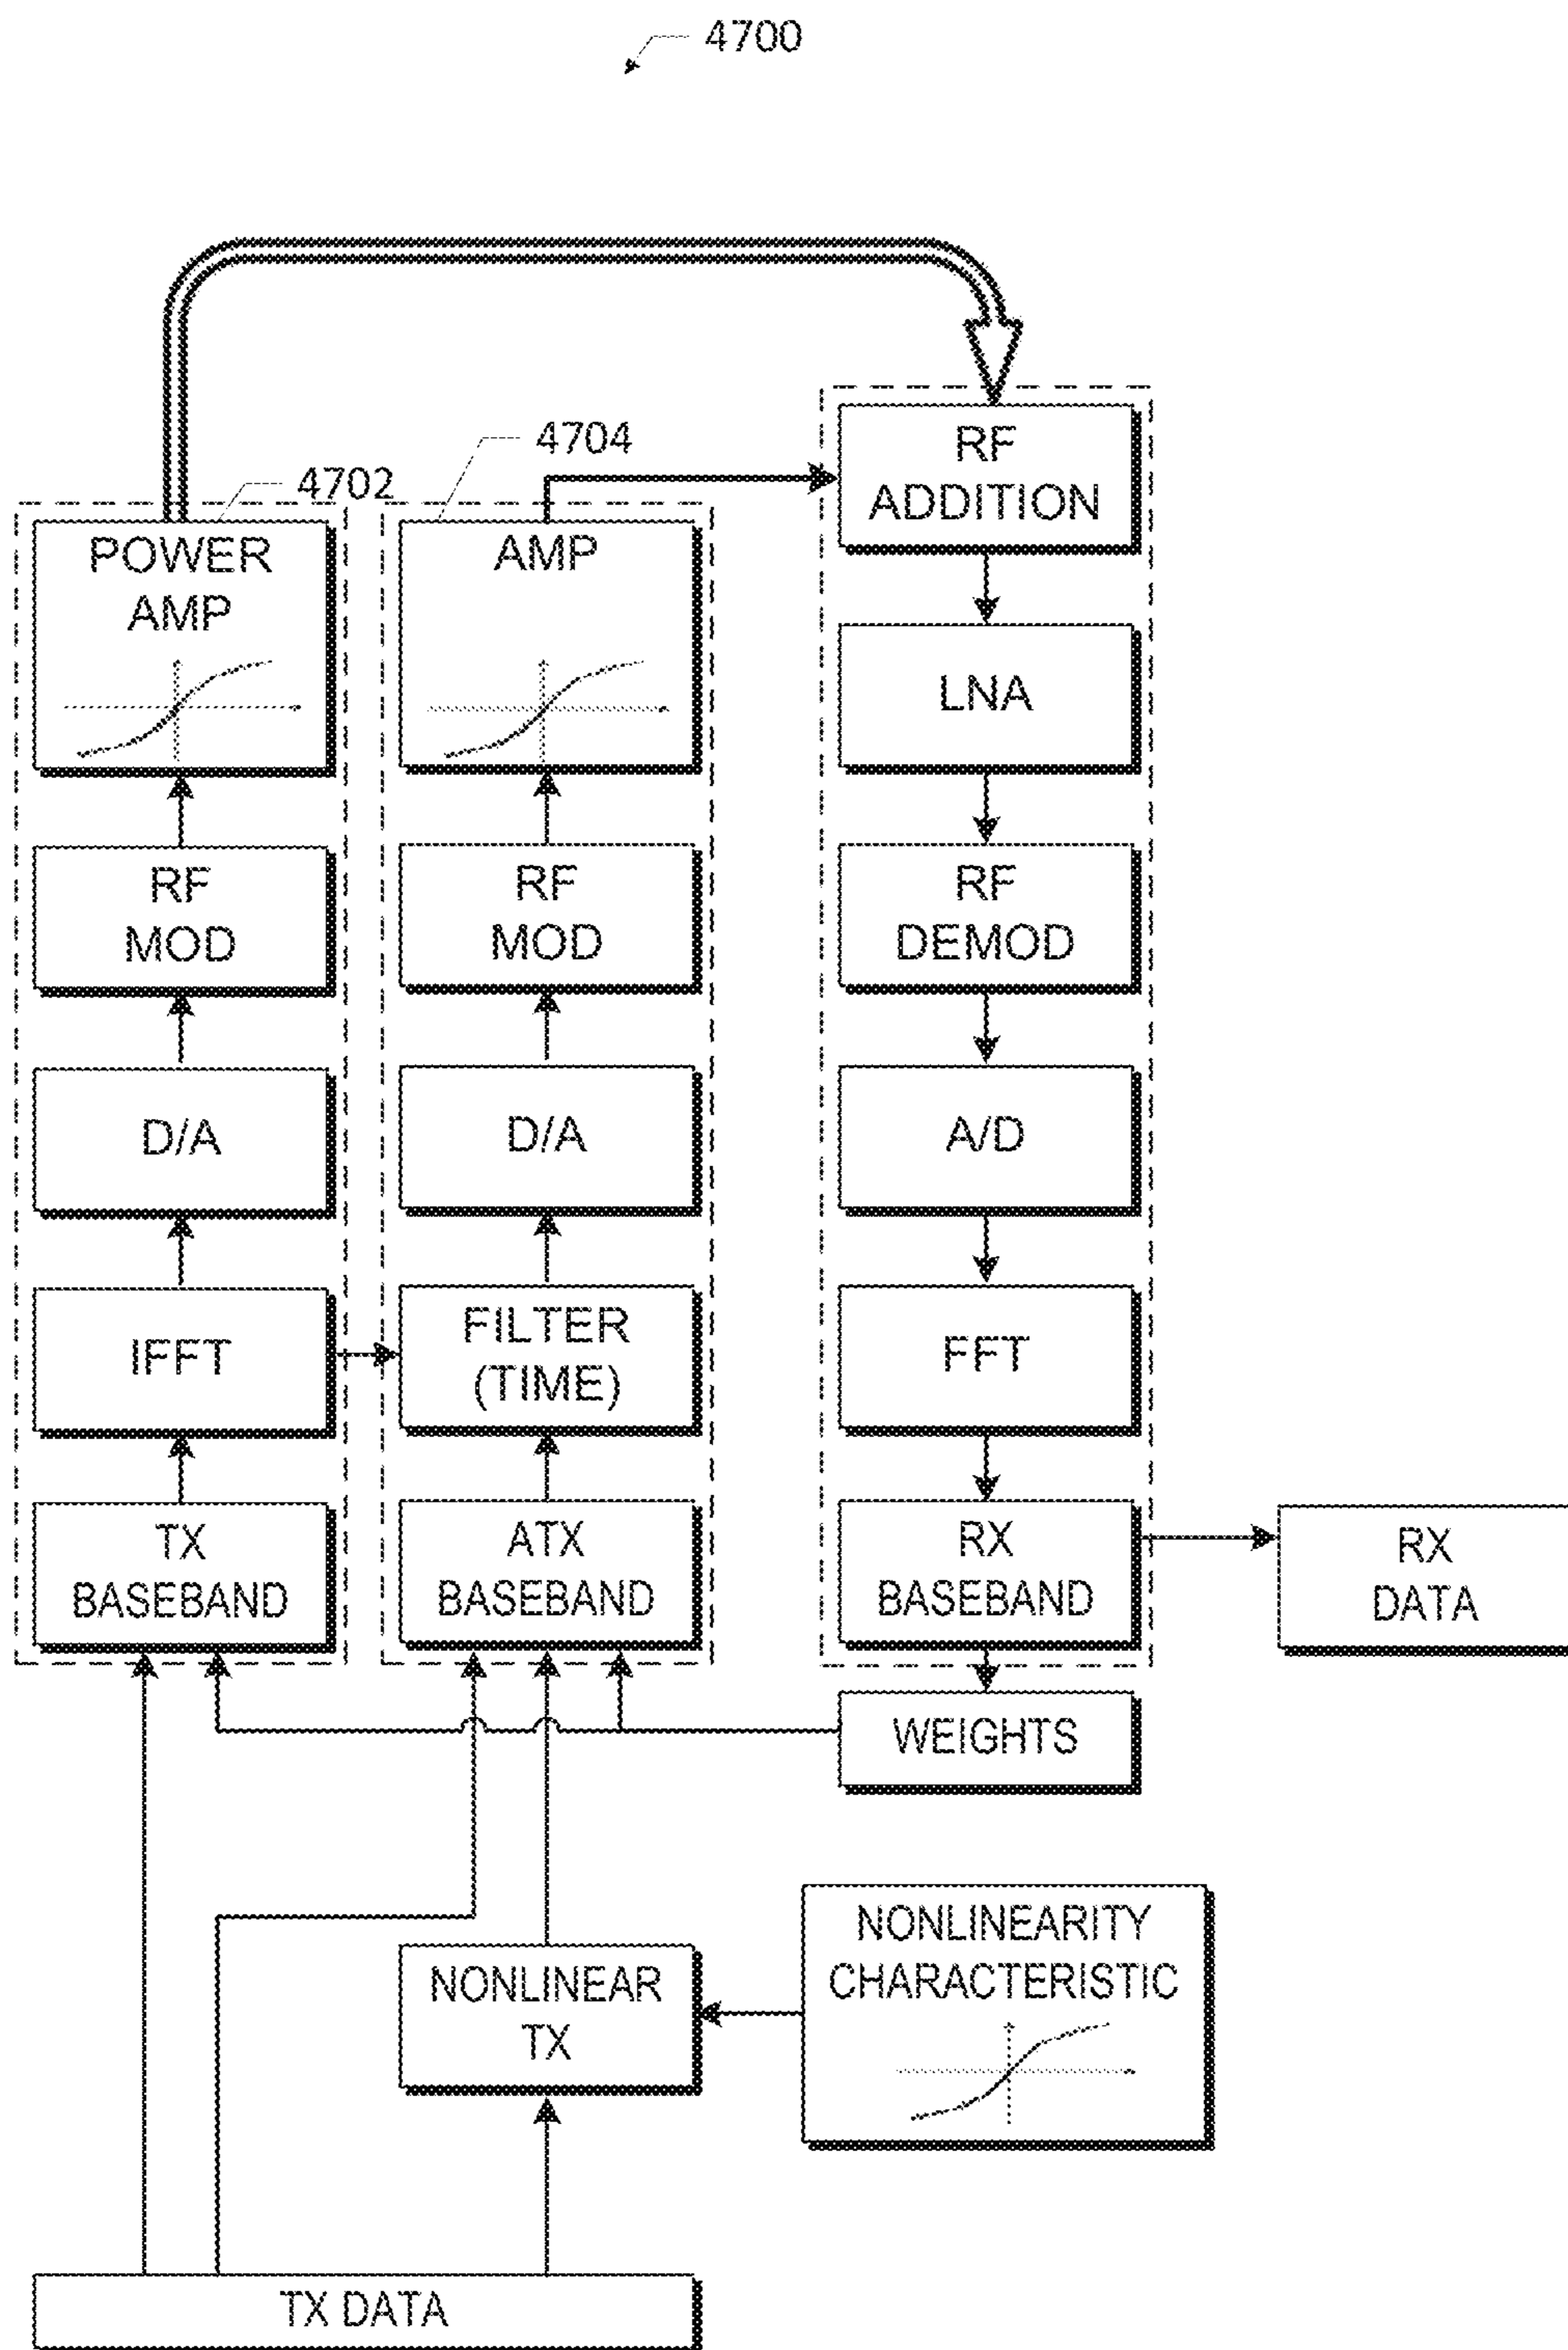 4700
4702
4704
POWER
AMP
AMP
RF
ADDITION
LNA
RF
MOD
RF
MOD
RF
DEMOD
D/A
D/A
A/D
IFFT
FILTER
(TIME)
FFT
TX
BASEBAND
ATX
BASEBAND
RX
BASEBAND
RX
DATA
WEIGHTS
NONLINEAR
TX
NONLINEARITY
CHARACTERISTIC
TX DATA